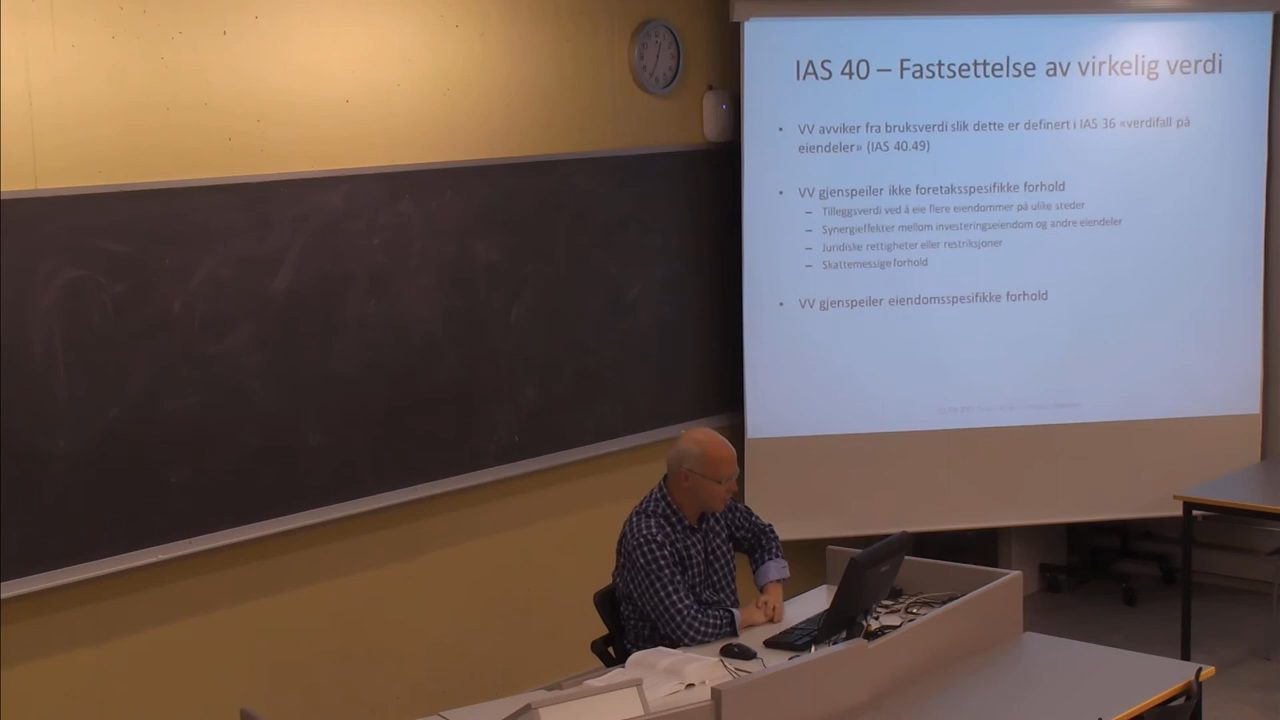 IAS 40 – Fastsettelse av virkelig verdi
• VV avviker fra bruksverdi slik dette er definert i IAS 36 «verdifall på
eiendeler» (IAS 40.49)
• VV gjenspeiler ikke foretaksspesifikke forhold
– Tilleggsverdi ved å eie flere eiendommer på ulike steder
– Synergieffekter mellom investeringseiendom og andre eiendeler
– Juridiske rettigheter eller restriksjoner
– Skattemessige forhold
• VV gjenspeiler eiendomsspesifikke forhold